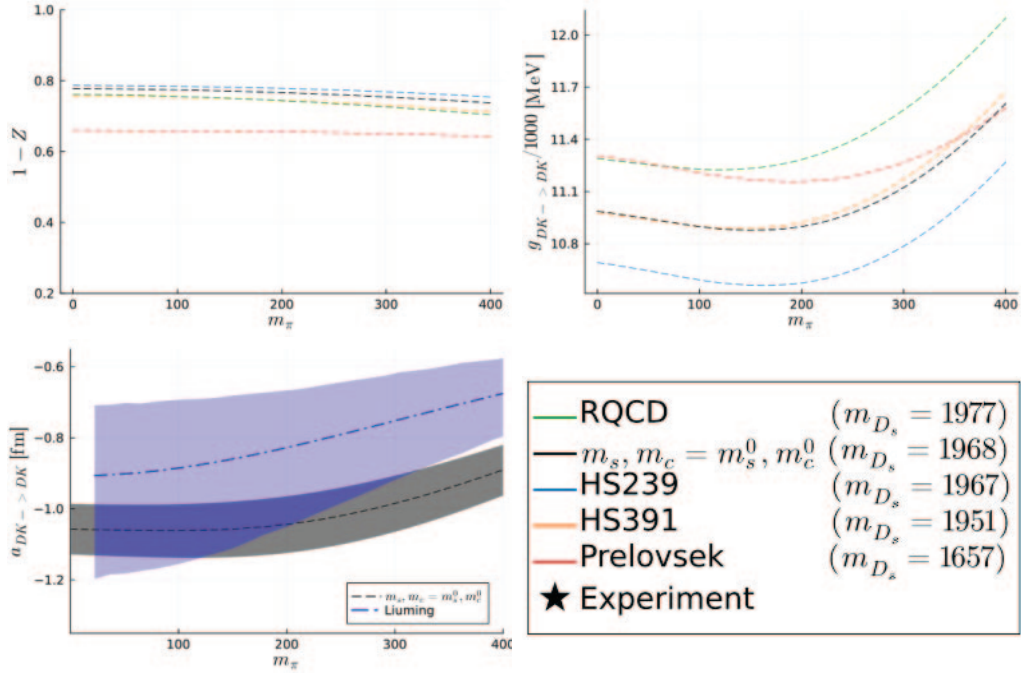 1.0
0.8
0.6
0.4
0.2
1 − Z
0 100 200 300 400
m_π
12.0
11.7
11.4
11.1
10.8
g_{DK−>DK}/1000 [MeV]
0 100 200 300 400
m_π
−0.6
−0.8
−1.0
−1.2
a_{DK−>DK} [fm]
100 200 300 400
m_π
m_s, m_c = m_s^0, m_c^0
Liuming
RQCD (m_{D_s} = 1977)
m_s, m_c = m_s^0, m_c^0 (m_{D_s} = 1968)
HS239 (m_{D_s} = 1967)
HS391 (m_{D_s} = 1951)
Prelovsek (m_{D_s} = 1657)
★ Experiment